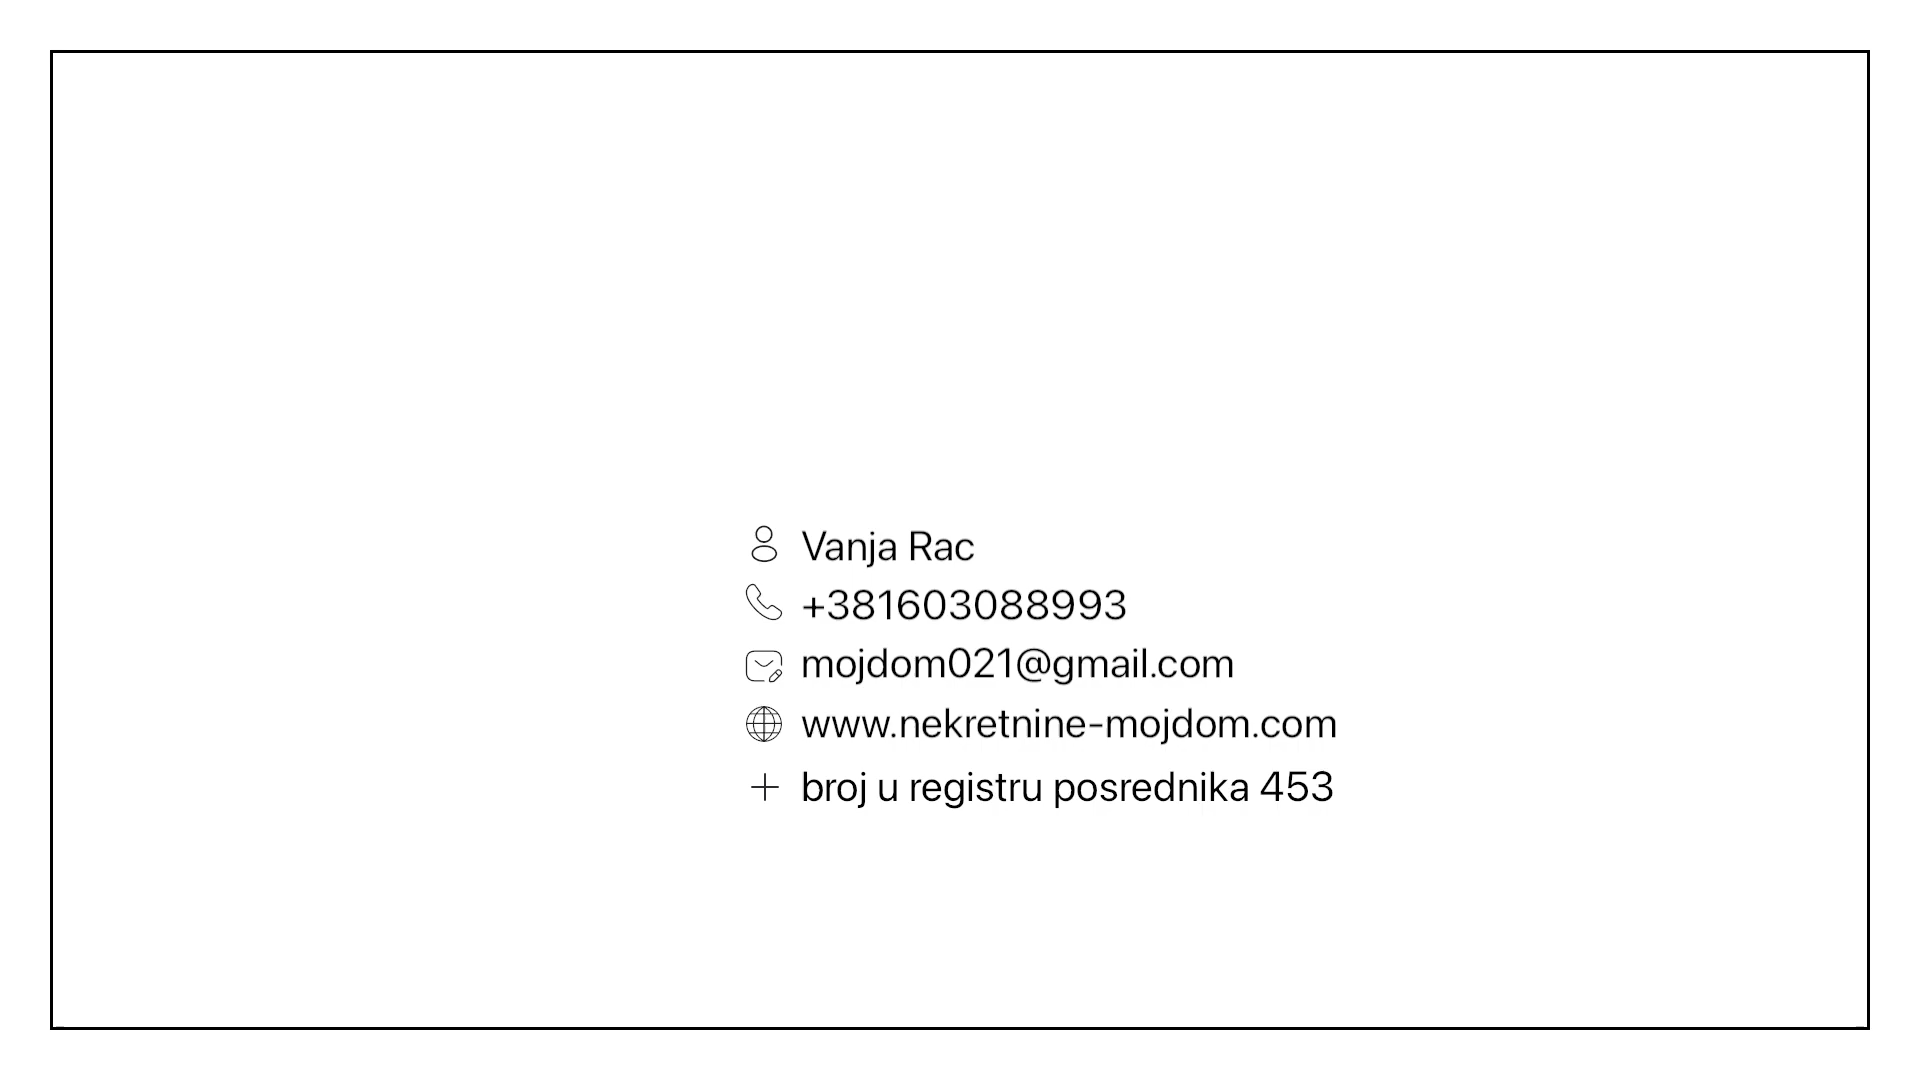 Vanja Rac
+381603088993
mojdom021@gmail.com
www.nekretnine-mojdom.com
broj u registru posrednika 453